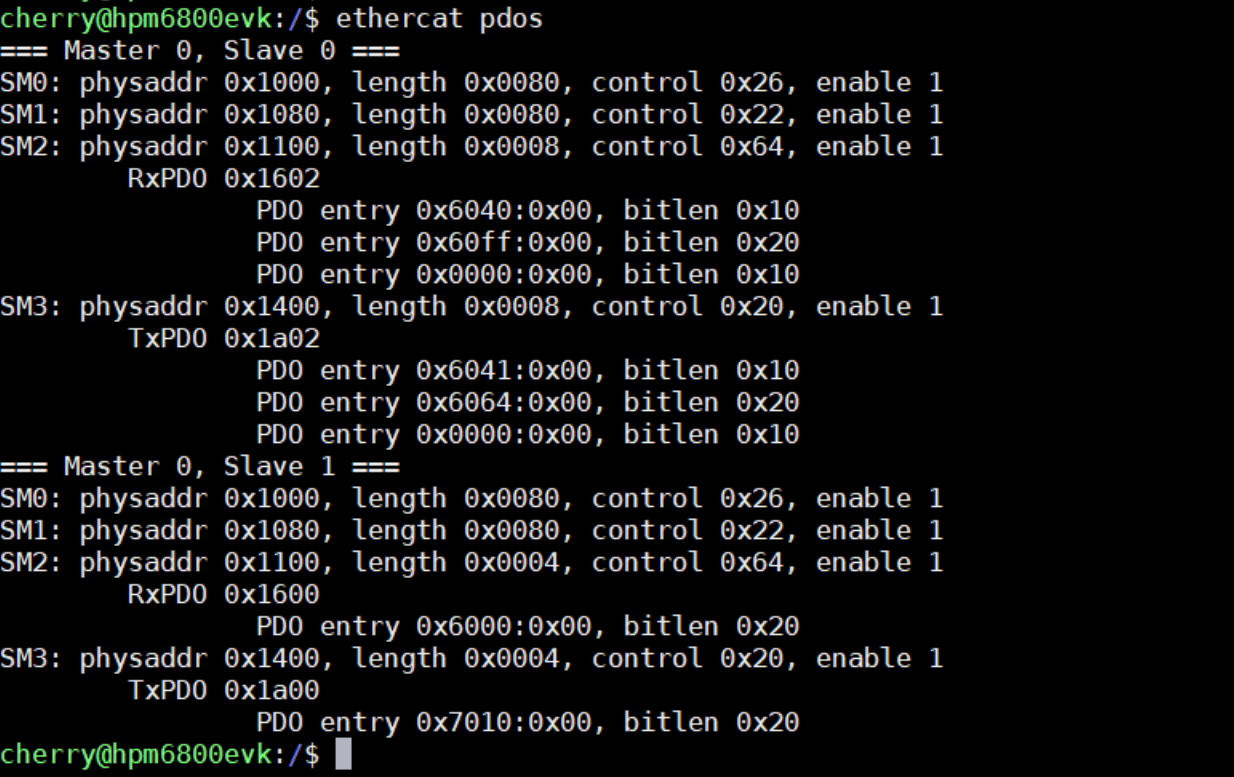 cherry@hpm6800evk:/$ ethercat pdos
=== Master 0, Slave 0 ===
SM0: physaddr 0x1000, length 0x0080, control 0x26, enable 1
SM1: physaddr 0x1080, length 0x0080, control 0x22, enable 1
SM2: physaddr 0x1100, length 0x0008, control 0x64, enable 1
RxPDO 0x1602
PDO entry 0x6040:0x00, bitlen 0x10
PDO entry 0x60ff:0x00, bitlen 0x20
PDO entry 0x0000:0x00, bitlen 0x10
SM3: physaddr 0x1400, length 0x0008, control 0x20, enable 1
TxPDO 0x1a02
PDO entry 0x6041:0x00, bitlen 0x10
PDO entry 0x6064:0x00, bitlen 0x20
PDO entry 0x0000:0x00, bitlen 0x10
=== Master 0, Slave 1 ===
SM0: physaddr 0x1000, length 0x0080, control 0x26, enable 1
SM1: physaddr 0x1080, length 0x0080, control 0x22, enable 1
SM2: physaddr 0x1100, length 0x0004, control 0x64, enable 1
RxPDO 0x1600
PDO entry 0x6000:0x00, bitlen 0x20
SM3: physaddr 0x1400, length 0x0004, control 0x20, enable 1
TxPDO 0x1a00
PDO entry 0x7010:0x00, bitlen 0x20
cherry@hpm6800evk:/$